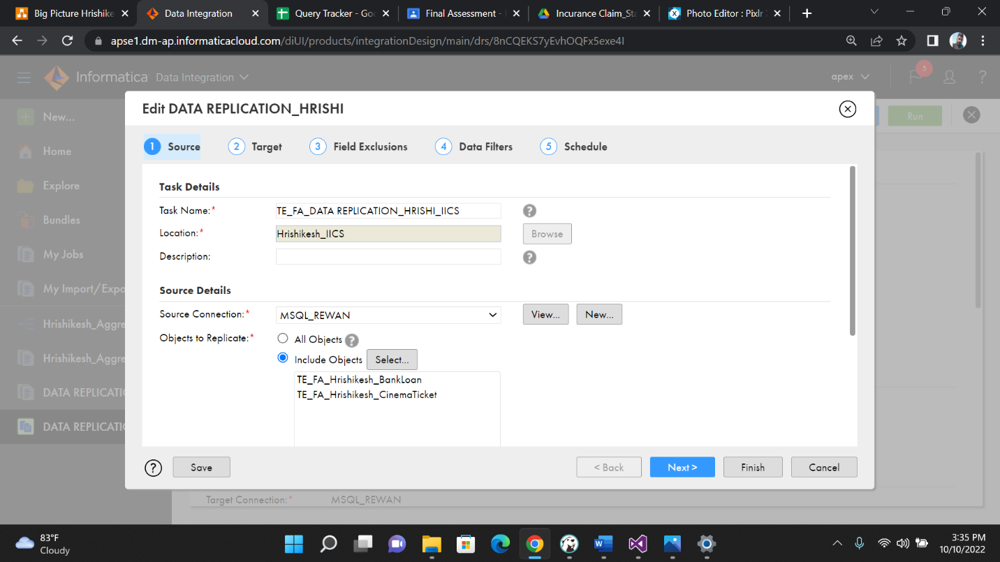 Big Picture Hrishike
Data Integration
Query Tracker - Goo
Final Assessment -
Incurance Claim_Sta
Photo Editor : Pixlr
apse1.dm-ap.informaticacloud.com/diUI/products/integrationDesign/main/drs/8nCQEKS7yEvhOQFx5exe4I
Informatica Data Integration
apex
5
?
New...
Home
Explore
Bundles
My Jobs
My Import/Expo
Hrishikesh_Aggre
Hrishikesh_Aggre
DATA REPLICATIO
DATA REPLICATIO
Run
Edit DATA REPLICATION_HRISHI
1 Source 2 Target 3 Field Exclusions 4 Data Filters 5 Schedule
Task Details
Task Name:* TE_FA_DATA REPLICATION_HRISHI_IICS ?
Location:* Hrishikesh_IICS Browse
Description: ?
Source Details
Source Connection:* MSQL_REWAN View... New...
Objects to Replicate:* All Objects ?
Include Objects Select...
TE_FA_Hrishikesh_BankLoan
TE_FA_Hrishikesh_CinemaTicket
? Save < Back Next > Finish Cancel
Target Connection:* MSQL_REWAN
83°F
Cloudy
3:35 PM
10/10/2022